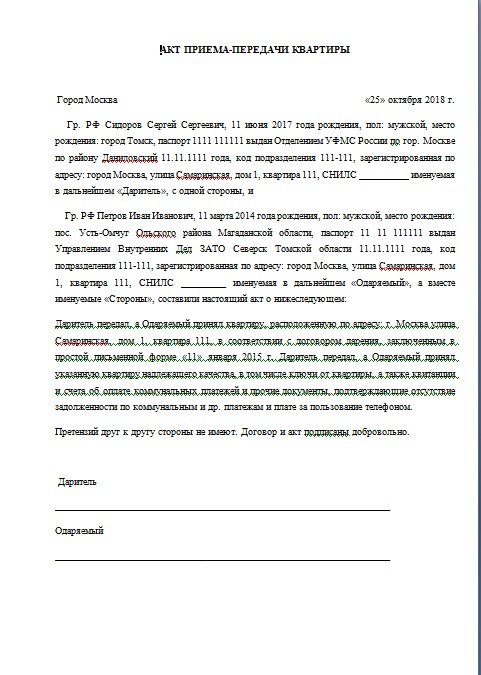 АКТ ПРИЕМА-ПЕРЕДАЧИ КВАРТИРЫ
Город Москва «25» октября 2018 г.
Гр. РФ Сидоров Сергей Сергеевич, 11 июня 2017 года рождения, пол: мужской, место
рождения: город Томск, паспорт 1111 111111 выдан Отделением УФМС России по гор. Москве
по району Даниловский 11.11.1111 года, код подразделения 111-111, зарегистрированная по
адресу: город Москва, улица Самаринская, дом 1, квартира 111, СНИЛС __________ именуемая
в дальнейшем «Даритель», с одной стороны, и
Гр. РФ Петров Иван Иванович, 11 марта 2014 года рождения, пол: мужской, место рождения:
пос. Усть-Омчуг Ольского района Магаданской области, паспорт 11 11 111111 выдан
Управлением Внутренних Дел ЗАТО Северск Томской области 11.11.1111 года, код
подразделения 111-111, зарегистрированная по адресу: город Москва, улица Самаринская, дом
1, квартира 111, СНИЛС _________ именуемая в дальнейшем «Одаряемый», а вместе
именуемые «Стороны», составили настоящий акт о нижеследующем:
Даритель передал, а Одаряемый принял квартиру, расположенную по адресу: г. Москва улица
Самаринская, дом 1, квартира 111, в соответствии с договором дарения, заключенным в
простой письменной форме «11» января 2015 г. Даритель передал, а Одаряемый принял
указанную квартиру надлежащего качества, в том числе ключи от квартиры, а также квитанции
и счета об оплате коммунальных платежей и прочие документы, подтверждающие отсутствие
задолженности по коммунальным и др. платежам и плате за пользование телефоном.
Претензий друг к другу стороны не имеют. Договор и акт подписаны добровольно.
Даритель
Одаряемый